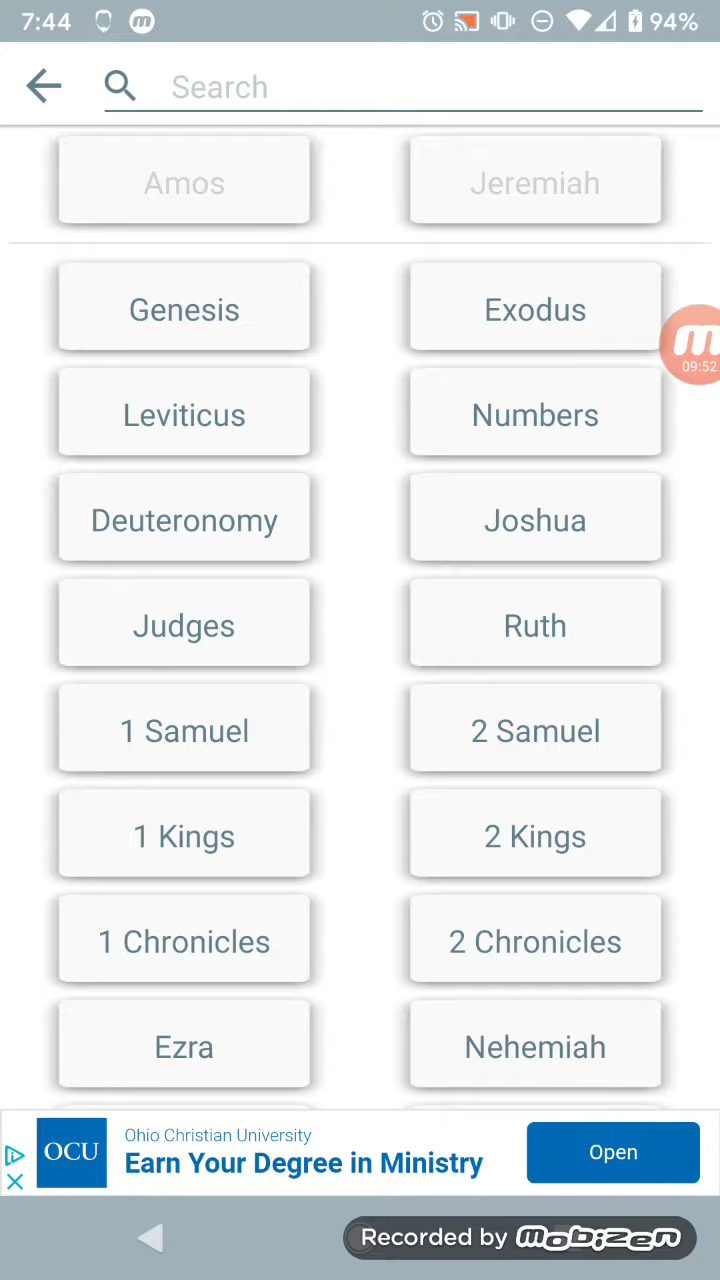 7:44 94%
Search
Amos Jeremiah
Genesis Exodus
09:52
Leviticus Numbers
Deuteronomy Joshua
Judges Ruth
1 Samuel 2 Samuel
1 Kings 2 Kings
1 Chronicles 2 Chronicles
Ezra Nehemiah
OCU
Ohio Christian University
Earn Your Degree in Ministry
Open
Recorded by mobizen